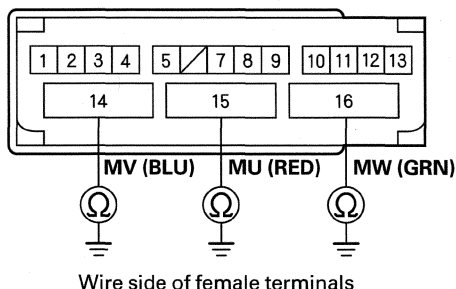 1 2 3 4 5 7 8 9 10 11 12 13
14 15 16
MV (BLU) MU (RED) MW (GRN)
Ω Ω Ω
Wire side of female terminals